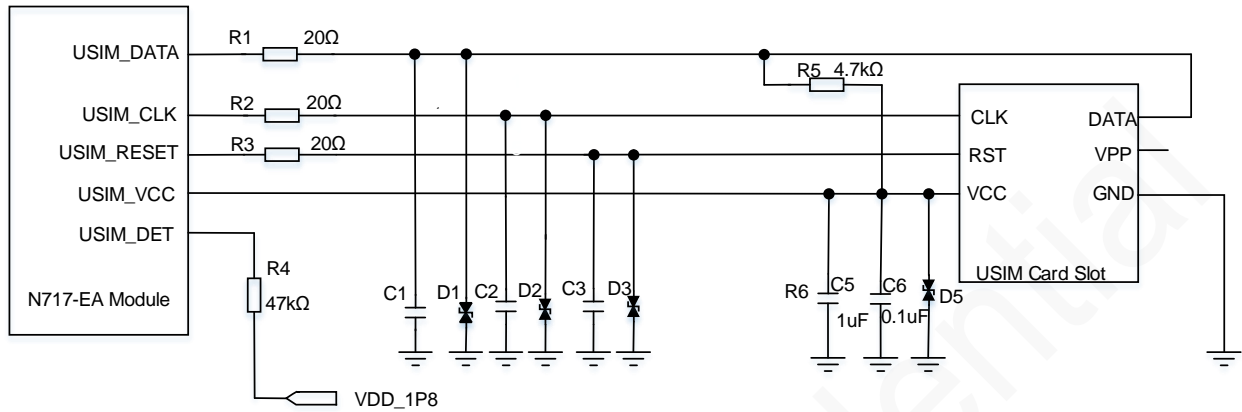 USIM_DATA
R1
20Ω
R5
4.7kΩ
USIM_CLK
R2
20Ω
CLK
DATA
USIM_RESET
R3
20Ω
RST
VPP
USIM_VCC
VCC
GND
USIM_DET
R4
47kΩ
N717-EA Module
C1
D1
C2
D2
C3
D3
R6
C5
1uF
C6
0.1uF
D5
USIM Card Slot
VDD_1P8